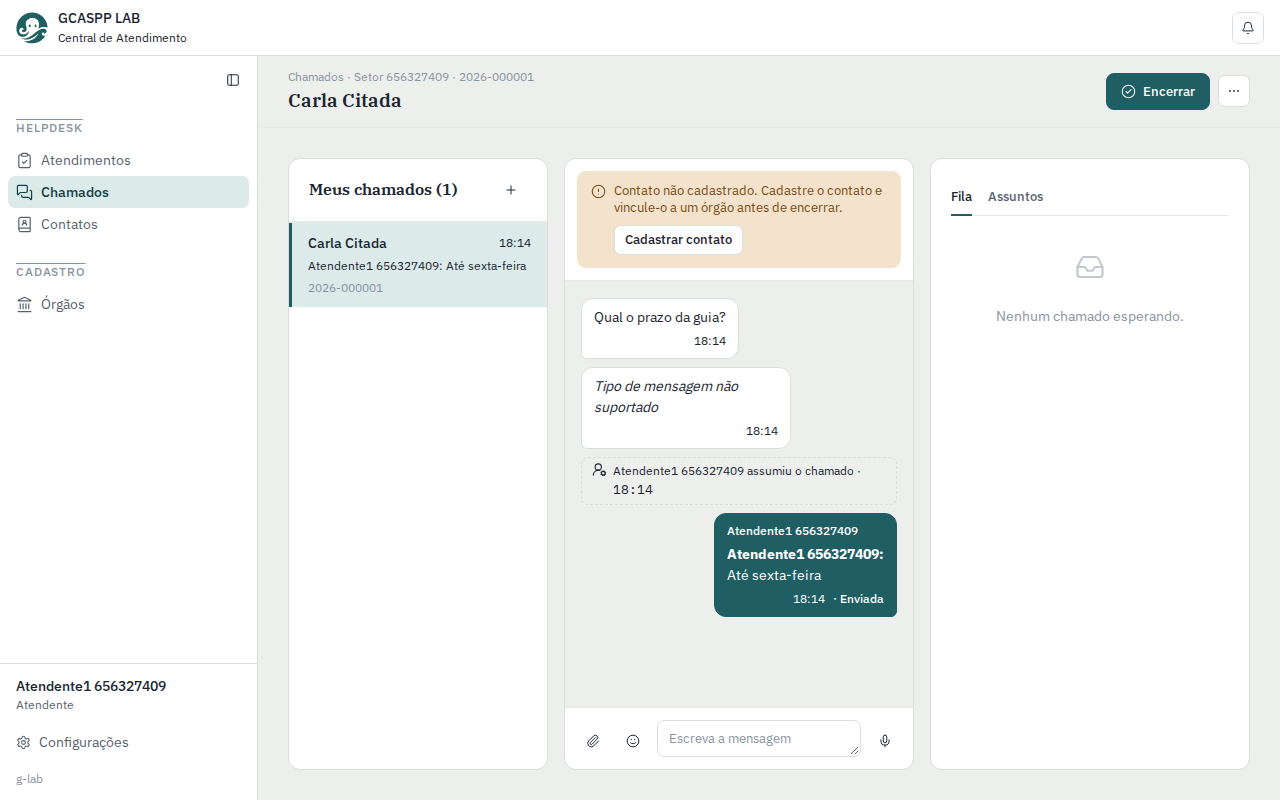 GCASPP LAB
Central de Atendimento
HELPDESK
Atendimentos
Chamados
Contatos
CADASTRO
Órgãos
Atendente1 656327409
Atendente
Configurações
g-lab
Chamados · Setor 656327409 · 2026-000001
Carla Citada
Encerrar
Meus chamados (1)
Carla Citada 18:14
Atendente1 656327409: Até sexta-feira
2026-000001
Contato não cadastrado. Cadastre o contato e
vincule-o a um órgão antes de encerrar.
Cadastrar contato
Qual o prazo da guia?
18:14
Tipo de mensagem não
suportado
18:14
Atendente1 656327409 assumiu o chamado ·
18:14
Atendente1 656327409
Atendente1 656327409:
Até sexta-feira
18:14 · Enviada
Escreva a mensagem
Fila Assuntos
Nenhum chamado esperando.